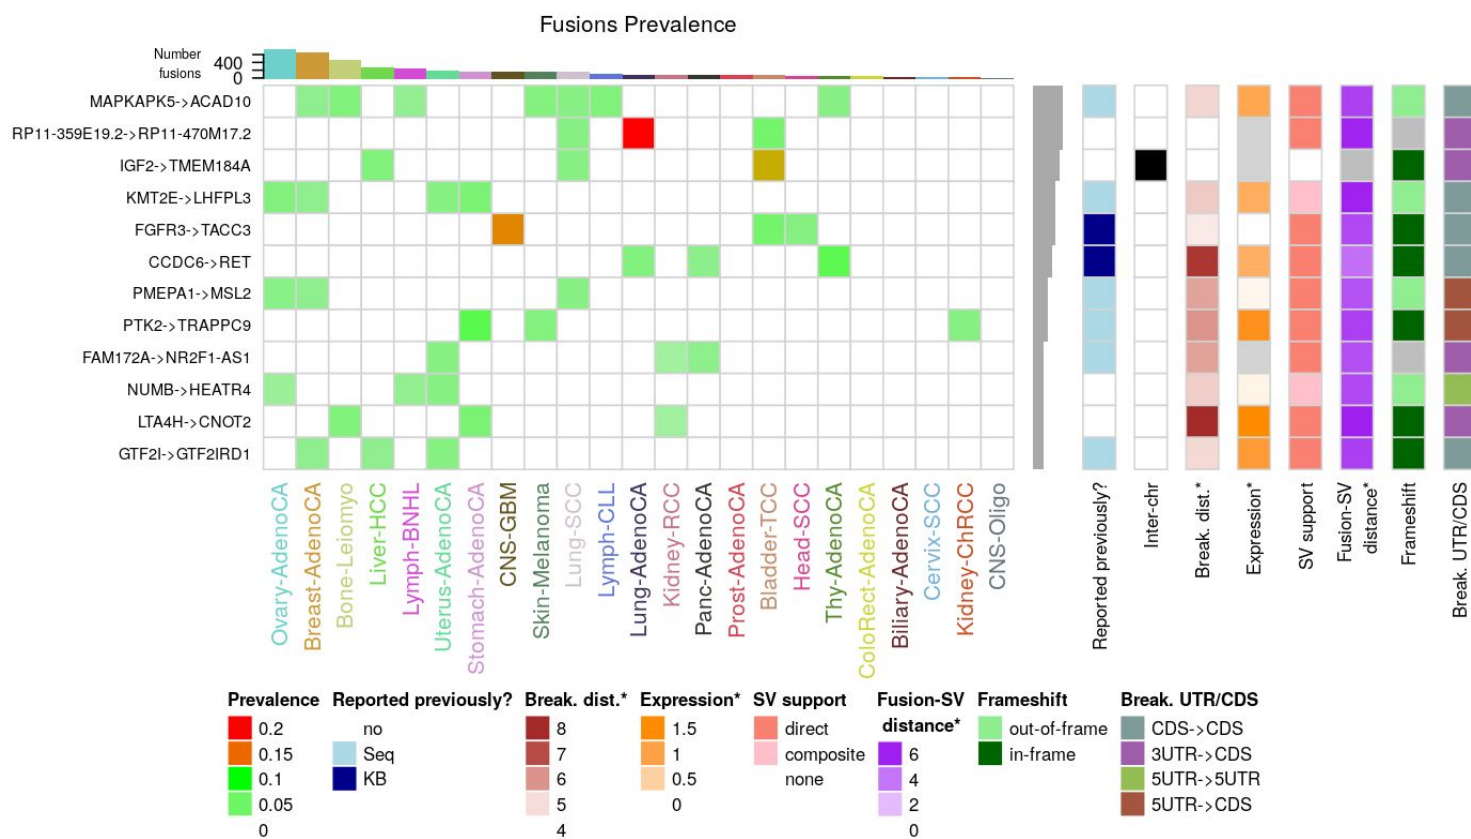 Fusions Prevalence
Number
fusions
400
0
MAPKAPK5->ACAD10
RP11-359E19.2->RP11-470M17.2
IGF2->TMEM184A
KMT2E->LHFPL3
FGFR3->TACC3
CCDC6->RET
PMEPA1->MSL2
PTK2->TRAPPC9
FAM172A->NR2F1-AS1
NUMB->HEATR4
LTA4H->CNOT2
GTF2I->GTF2IRD1
Ovary-AdenoCA
Breast-AdenoCA
Bone-Leiomyo
Liver-HCC
Lymph-BNHL
Uterus-AdenoCA
Stomach-AdenoCA
CNS-GBM
Skin-Melanoma
Lung-SCC
Lymph-CLL
Lung-AdenoCA
Kidney-RCC
Panc-AdenoCA
Prost-AdenoCA
Bladder-TCC
Head-SCC
Thy-AdenoCA
ColoRect-AdenoCA
Biliary-AdenoCA
Cervix-SCC
Kidney-ChRCC
CNS-Oligo
Reported previously?
Inter-chr
Break. dist.*
Expression*
SV support
Fusion-SV
distance*
Frameshift
Break. UTR/CDS
Prevalence
0.2
0.15
0.1
0.05
0
Reported previously?
no
Seq
KB
Break. dist.*
8
7
6
5
4
Expression*
1.5
1
0.5
0
SV support
direct
composite
none
Fusion-SV
distance*
6
4
2
0
Frameshift
out-of-frame
in-frame
Break. UTR/CDS
CDS->CDS
3UTR->CDS
5UTR->5UTR
5UTR->CDS